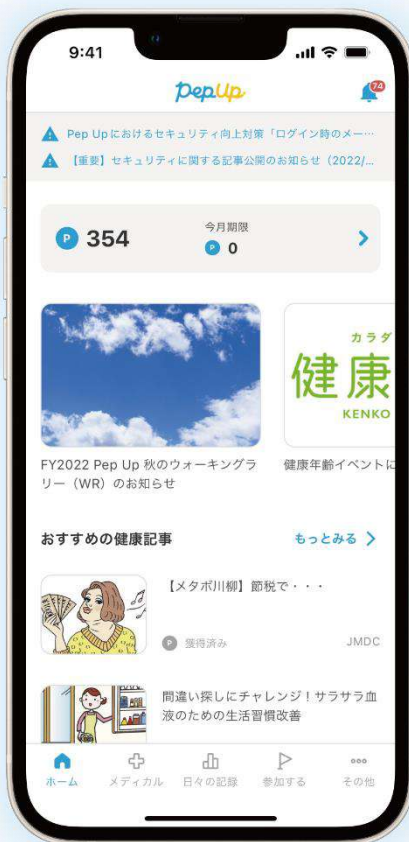 9:41
PepUp
74
Pep Upにおけるセキュリティ向上対策「ログイン時のメー…
【重要】セキュリティに関する記事公開のお知らせ（2022/...
P 354
今月期限
P 0
カラダ
健康
KENKO
FY2022 Pep Up 秋のウォーキングラ
リー（WR）のお知らせ
健康年齢イベントに
おすすめの健康記事
もっとみる
【メタボ川柳】節税で・・・
P 獲得済み
JMDC
間違い探しにチャレンジ！サラサラ血
液のための生活習慣改善
ホーム
メディカル
日々の記録
参加する
その他